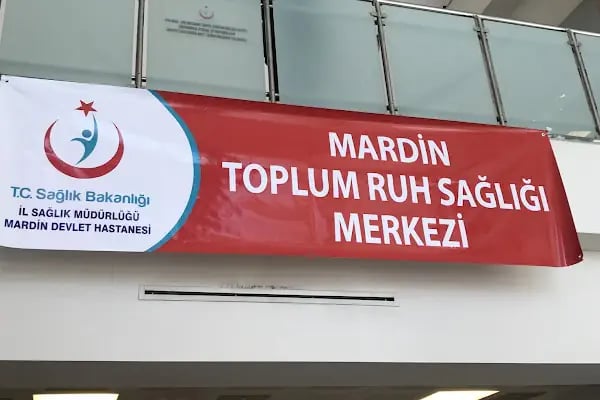 T.C. Sağlık Bakanlığı
İL SAĞLIK MÜDÜRLÜĞÜ
MARDİN DEVLET HASTANESİ
MARDİN
TOPLUM RUH SAĞLIĞI
MERKEZİ